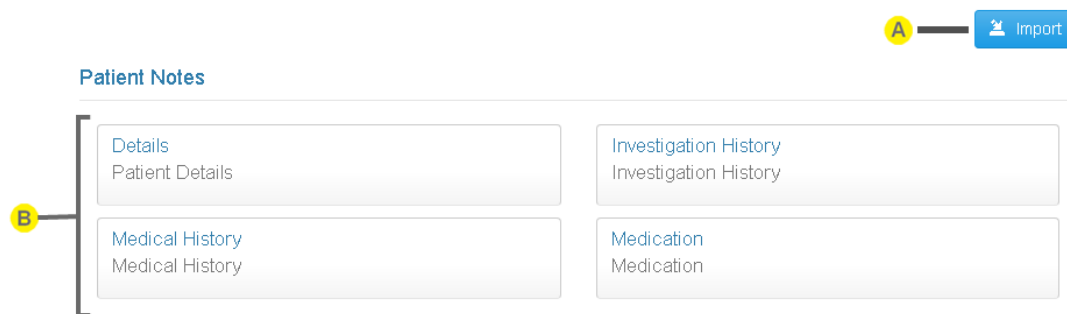 A
Import
Patient Notes
Details
Patient Details
Investigation History
Investigation History
B
Medical History
Medical History
Medication
Medication